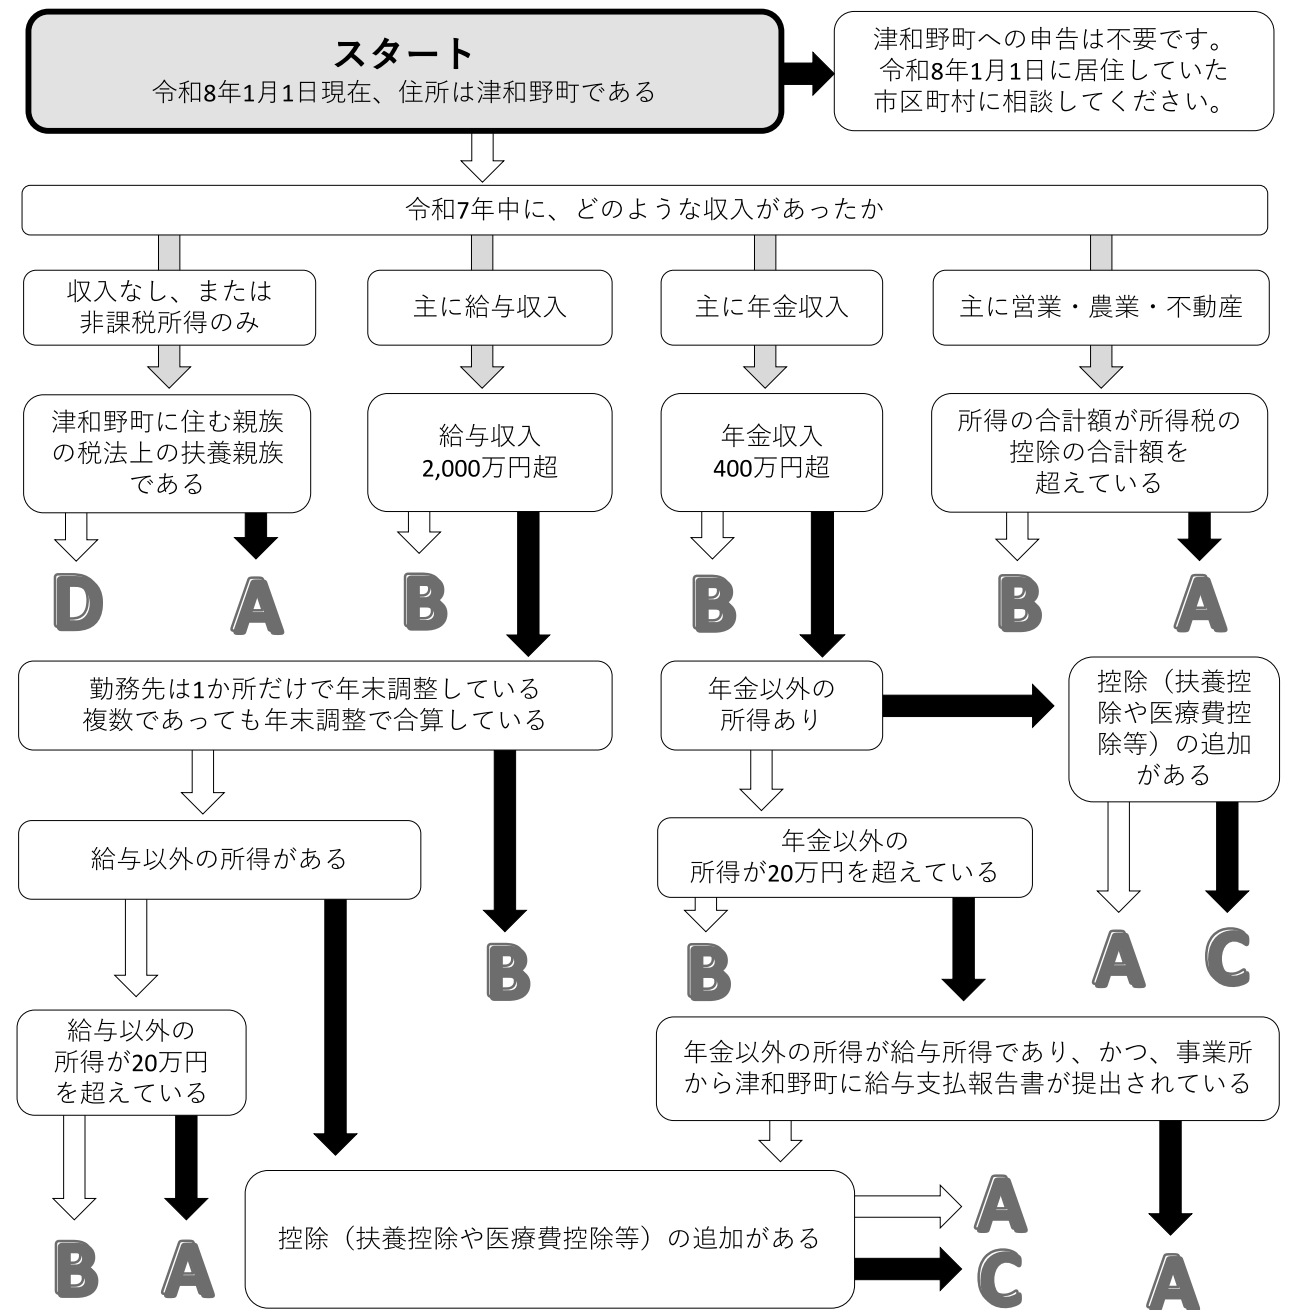 スタート
令和8年1月1日現在、住所は津和野町である
津和野町への申告は不要です。
令和8年1月1日に居住していた
市区町村に相談してください。
令和7年中に、どのような収入があったか
収入なし、または
非課税所得のみ
主に給与収入
主に年金収入
主に営業・農業・不動産
津和野町に住む親族
の税法上の扶養親族
である
給与収入
2,000万円超
年金収入
400万円超
所得の合計額が所得税の
控除の合計額を
超えている
D
A
B
B
B
A
勤務先は1か所だけで年末調整している
複数であっても年末調整で合算している
年金以外の
所得あり
控除（扶養控
除や医療費控
除等）の追加
がある
給与以外の所得がある
年金以外の
所得が20万円を超えている
B
B
A
C
給与以外の
所得が20万円
を超えている
年金以外の所得が給与所得であり、かつ、事業所
から津和野町に給与支払報告書が提出されている
B
A
控除（扶養控除や医療費控除等）の追加がある
A
C
A